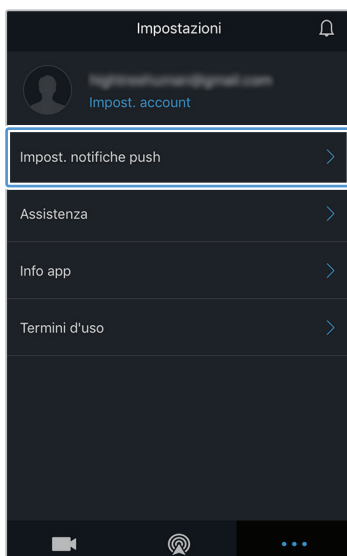 Impostazioni
Impost. account
Impost. notifiche push
Assistenza
Info app
Termini d'uso